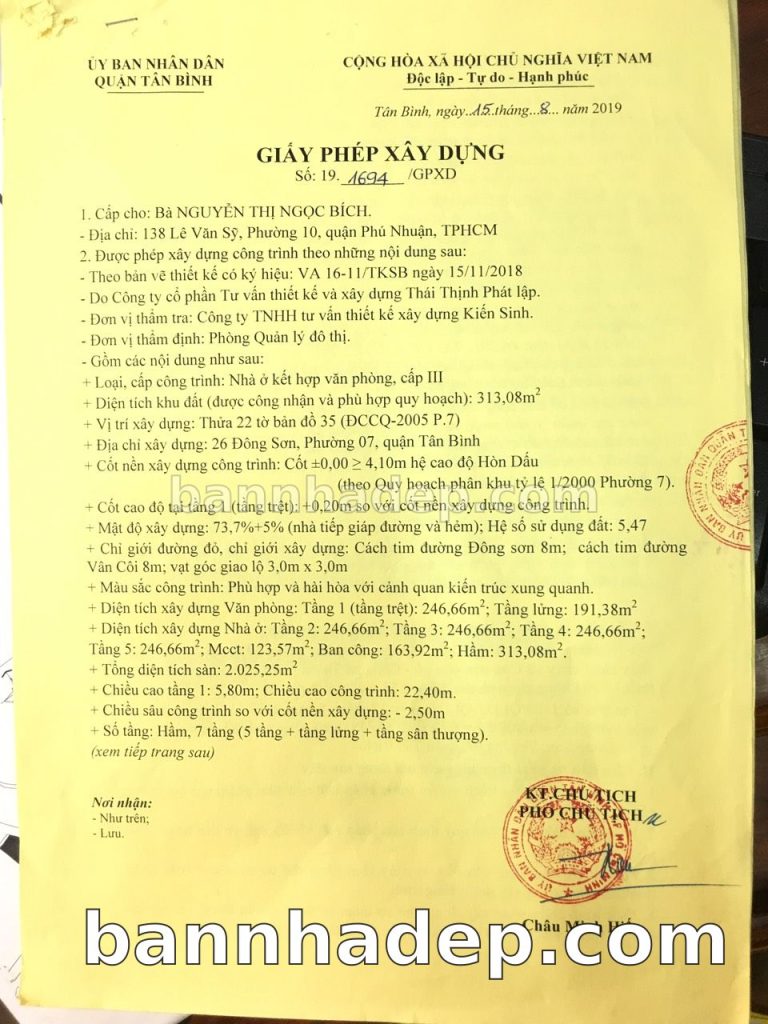 ỦY BAN NHÂN DÂN
QUẬN TÂN BÌNH
CỘNG HÒA XÃ HỘI CHỦ NGHĨA VIỆT NAM
Độc lập - Tự do - Hạnh phúc
Tân Bình, ngày..15..tháng...8... năm 2019
GIẤY PHÉP XÂY DỰNG
Số: 19. 1694 /GPXD
1. Cấp cho: Bà NGUYỄN THỊ NGỌC BÍCH.
- Địa chỉ: 138 Lê Văn Sỹ, Phường 10, quận Phú Nhuận, TPHCM
2. Được phép xây dựng công trình theo những nội dung sau:
- Theo bản vẽ thiết kế có ký hiệu: VA 16-11/TKSB ngày 15/11/2018
- Do Công ty cổ phần Tư vấn thiết kế và xây dựng Thái Thịnh Phát lập.
- Đơn vị thẩm tra: Công ty TNHH tư vấn thiết kế xây dựng Kiến Sinh.
- Đơn vị thẩm định: Phòng Quản lý đô thị.
- Gồm các nội dung như sau:
+ Loại, cấp công trình: Nhà ở kết hợp văn phòng, cấp III
+ Diện tích khu đất (được công nhận và phù hợp quy hoạch): 313,08m²
+ Vị trí xây dựng: Thửa 22 tờ bản đồ 35 (ĐCCQ-2005 P.7)
+ Địa chỉ xây dựng: 26 Đông Sơn, Phường 07, quận Tân Bình
+ Cốt nền xây dựng công trình: Cốt ±0,00 ≥ 4,10m hệ cao độ Hòn Dấu
(theo Quy hoạch phân khu tỷ lệ 1/2000 Phường 7).
bannhadep.com
+ Cốt cao độ tại tầng 1 (tầng trệt): +0,20m so với cốt nền xây dựng công trình.
+ Mật độ xây dựng: 73,7%+5% (nhà tiếp giáp đường và hẻm); Hệ số sử dụng đất: 5,47
+ Chỉ giới đường đỏ, chỉ giới xây dựng: Cách tim đường Đông sơn 8m; cách tim đường
Vân Côi 8m; vạt góc giao lộ 3,0m x 3,0m
+ Màu sắc công trình: Phù hợp và hài hòa với cảnh quan kiến trúc xung quanh.
+ Diện tích xây dựng Văn phòng: Tầng 1 (tầng trệt): 246,66m²; Tầng lửng: 191,38m²
+ Diện tích xây dựng Nhà ở: Tầng 2: 246,66m²; Tầng 3: 246,66m²; Tầng 4: 246,66m²;
Tầng 5: 246,66m²; Mcct: 123,57m²; Ban công: 163,92m²; Hầm: 313,08m².
+ Tổng diện tích sàn: 2.025,25m²
+ Chiều cao tầng 1: 5,80m; Chiều cao công trình: 22,40m.
+ Chiều sâu công trình so với cốt nền xây dựng: - 2,50m
+ Số tầng: Hầm, 7 tầng (5 tầng + tầng lửng + tầng sân thượng).
(xem tiếp trang sau)
Nơi nhận:
- Như trên;
- Lưu.
KT.CHỦ TỊCH
PHÓ CHỦ TỊCH
Châu Minh
bannhadep.com